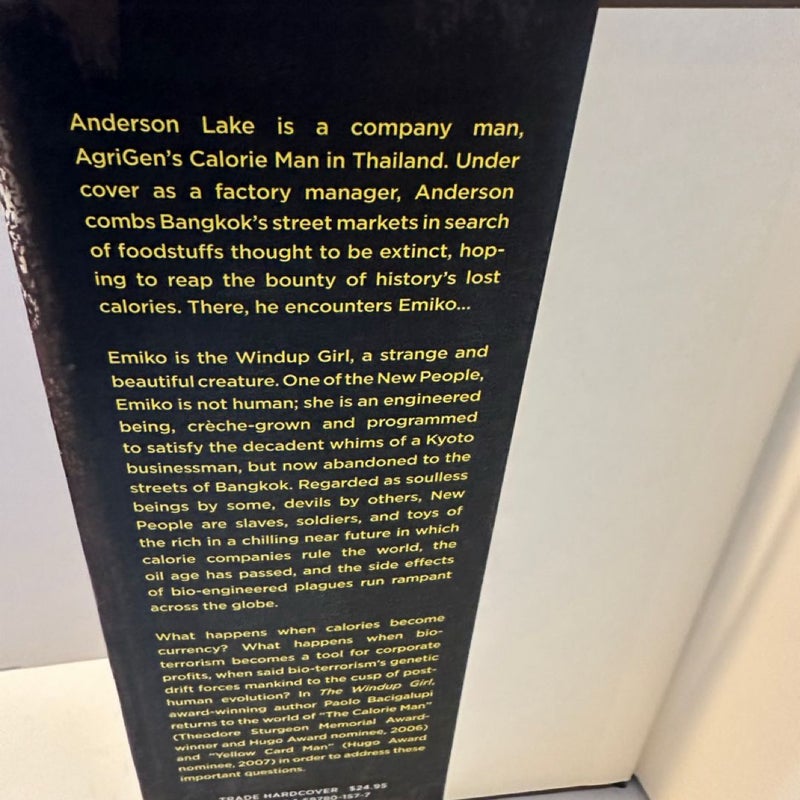 Anderson Lake is a company man,
AgriGen's Calorie Man in Thailand. Under
cover as a factory manager, Anderson
combs Bangkok's street markets in search
of foodstuffs thought to be extinct, hop-
ing to reap the bounty of history's lost
calories. There, he encounters Emiko...
Emiko is the Windup Girl, a strange and
beautiful creature. One of the New People,
Emiko is not human; she is an engineered
being, crèche-grown and programmed
to satisfy the decadent whims of a Kyoto
businessman, but now abandoned to the
streets of Bangkok. Regarded as soulless
beings by some, devils by others, New
People are slaves, soldiers, and toys of
the rich in a chilling near future in which
calorie companies rule the world, the
oil age has passed, and the side effects
of bio-engineered plagues run rampant
across the globe.
What happens when calories become
currency? What happens when bio-
terrorism becomes a tool for corporate
profits, when said bio-terrorism's genetic
drift forces mankind to the cusp of post-
human evolution? In The Windup Girl,
award-winning author Paolo Bacigalupi
returns to the world of "The Calorie Man"
(Theodore Sturgeon Memorial Award-
winner and Hugo Award nominee, 2006)
and "Yellow Card Man" (Hugo Award
nominee, 2007) in order to address these
important questions.
TRADE HARDCOVER $24.95